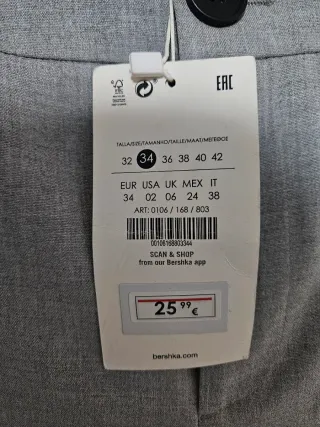 EAC
TALLA/SIZE/TAMANHO/TAILLE/MAAT/ΜΕΓΕΘΟΣ
32 34 36 38 40 42
EUR USA UK MEX IT
34 02 06 24 38
ART: 0106 / 168 / 803
00106168803344
SCAN & SHOP
from our Bershka app
25 99 €
bershka.com